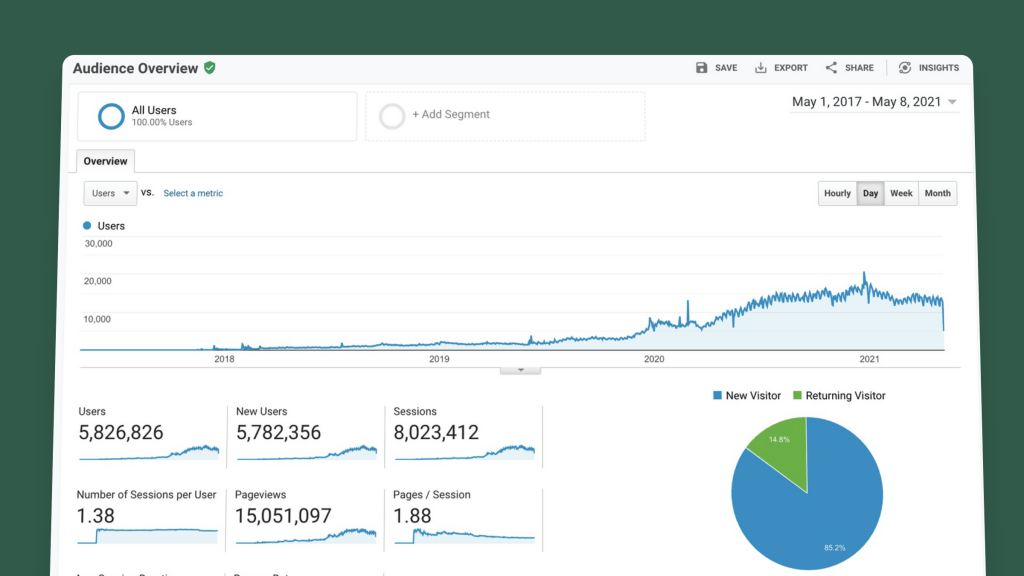 Audience Overview
SAVE EXPORT SHARE INSIGHTS
All Users
100.00% Users
+ Add Segment
May 1, 2017 - May 8, 2021
Overview
Users VS. Select a metric
Hourly Day Week Month
Users
30,000
20,000
10,000
2018 2019 2020 2021
New Visitor Returning Visitor
Users New Users Sessions
5,826,826 5,782,356 8,023,412
14.8%
Number of Sessions per User Pageviews Pages / Session
1.38 15,051,097 1.88
85.2%